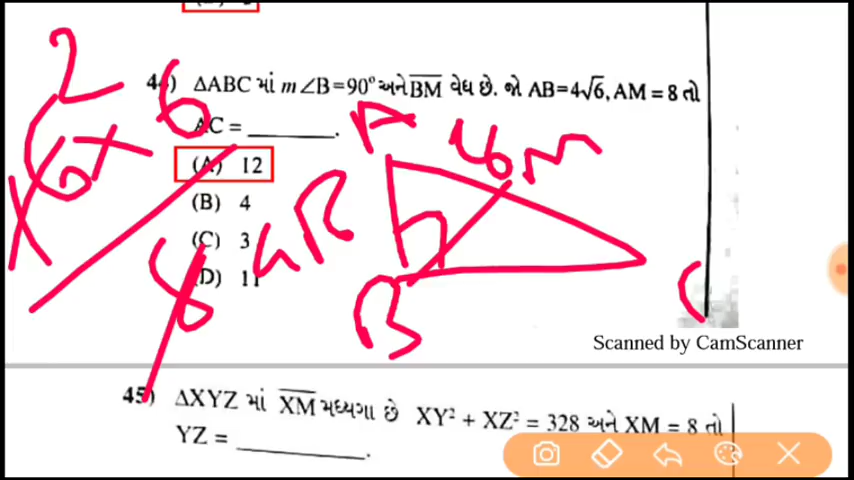 44) ΔABC માં m∠B=90° અને BM વેધ છે. જો AB=4√6, AM = 8 તો
AC = ________.
(A) 12
(B) 4
(C) 3
(D) 11
A
M
B
Scanned by CamScanner
45) ΔXYZ માં XM મધ્યગા છે XY² + XZ² = 328 અને XM = 8 તો
YZ = ________.